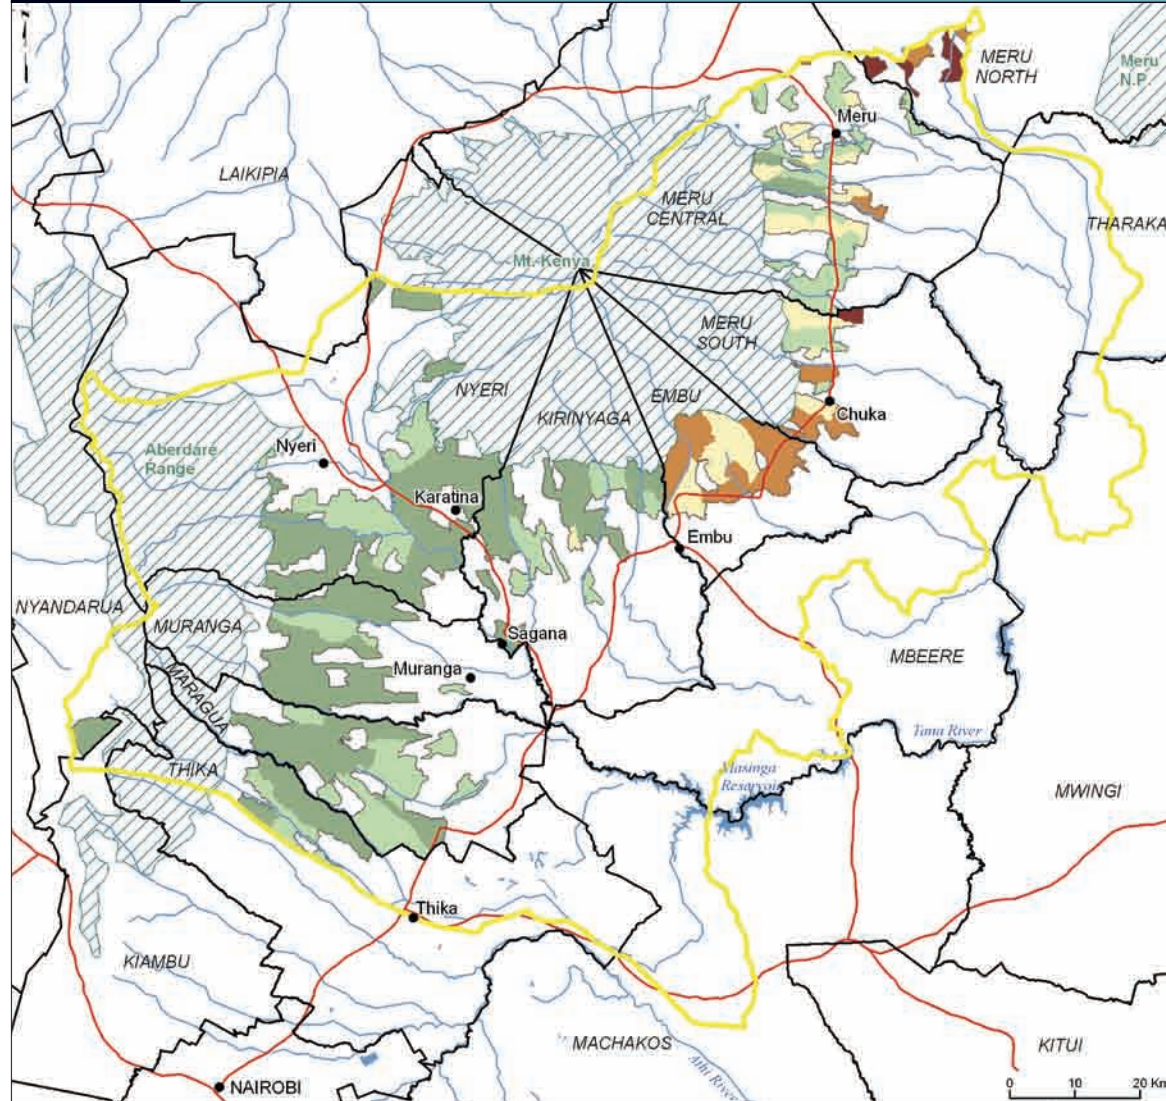 MERU
NORTH
Meru
N.P.
Meru
LAIKIPIA
MERU
CENTRAL
THARAKA
Mt. Kenya
MERU
SOUTH
NYERI
EMBU
KIRINYAGA
Chuka
Aberdare
Range
Nyeri
Karatina
Embu
NYANDARUA
MURANGA
Sagana
MBEERE
Muranga
MARAGUA
Tana River
THIKA
Masinga
Reservoir
MWINGI
Thika
KIAMBU
MACHAKOS
KITUI
Athi River
NAIROBI
0 10 20 Km